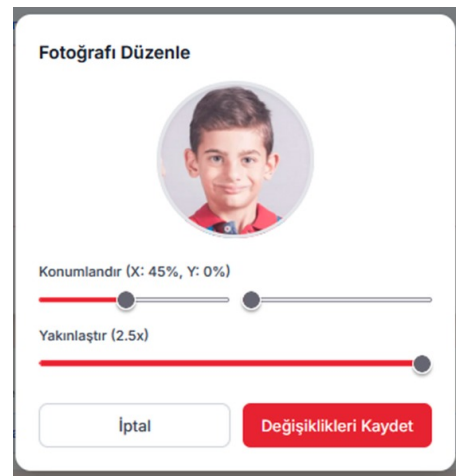 Fotoğrafı Düzenle
Konumlandır (X: 45%, Y: 0%)
Yakınlaştır (2.5x)
İptal
Değişiklikleri Kaydet